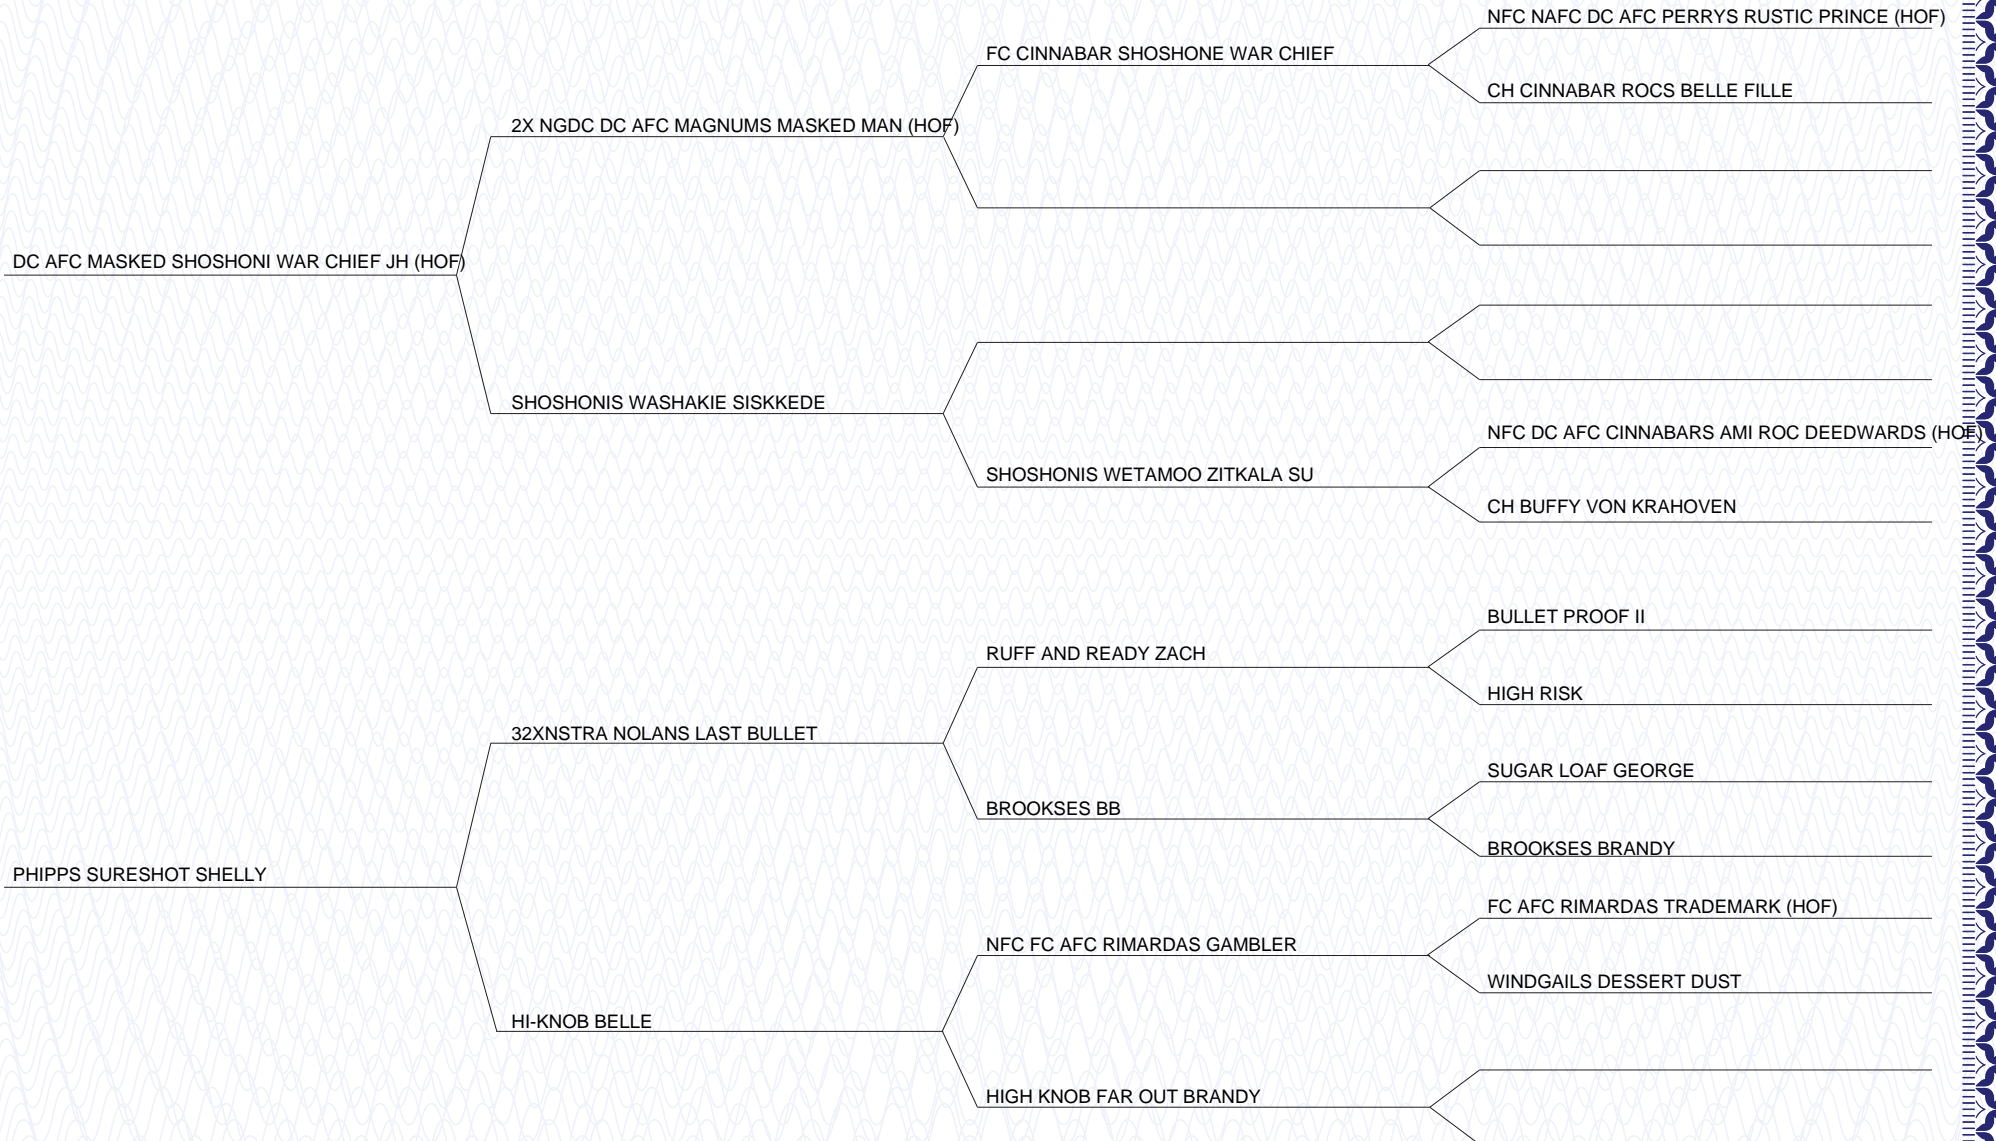 NFC NAFC DC AFC PERRYS RUSTIC PRINCE (HOF)
FC CINNABAR SHOSHONE WAR CHIEF
CH CINNABAR ROCS BELLE FILLE
2X NGDC DC AFC MAGNUMS MASKED MAN (HOF)
DC AFC MASKED SHOSHONI WAR CHIEF JH (HOF)
SHOSHONIS WASHAKIE SISKKEDE
NFC DC AFC CINNABARS AMI ROC DEEDWARDS (HOF)
SHOSHONIS WETAMOO ZITKALA SU
CH BUFFY VON KRAHOVEN
BULLET PROOF II
RUFF AND READY ZACH
HIGH RISK
32XNSTRA NOLANS LAST BULLET
SUGAR LOAF GEORGE
BROOKSES BB
BROOKSES BRANDY
PHIPPS SURESHOT SHELLY
FC AFC RIMARDAS TRADEMARK (HOF)
NFC FC AFC RIMARDAS GAMBLER
WINDGAILS DESSERT DUST
HI-KNOB BELLE
HIGH KNOB FAR OUT BRANDY